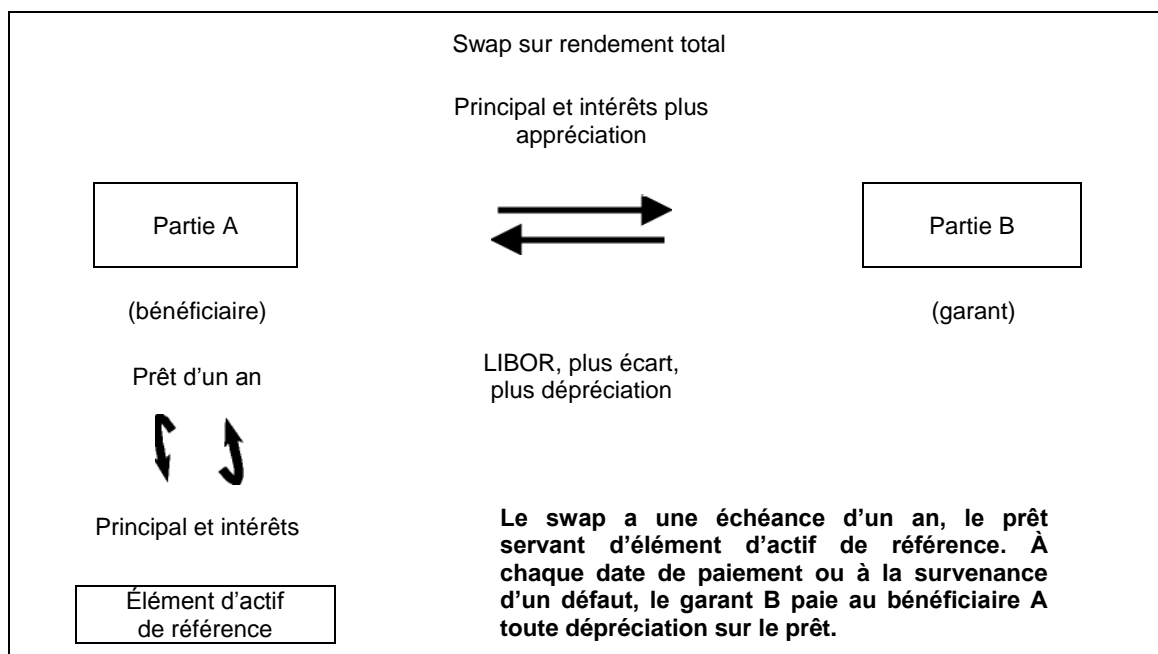 Swap sur rendement total
Principal et intérêts plus
appréciation
Partie A
Partie B
(bénéficiaire)
(garant)
Prêt d'un an
LIBOR, plus écart,
plus dépréciation
Principal et intérêts
Élément d'actif
de référence
Le swap a une échéance d'un an, le prêt
servant d'élément d'actif de référence. À
chaque date de paiement ou à la survenance
d'un défaut, le garant B paie au bénéficiaire A
toute dépréciation sur le prêt.